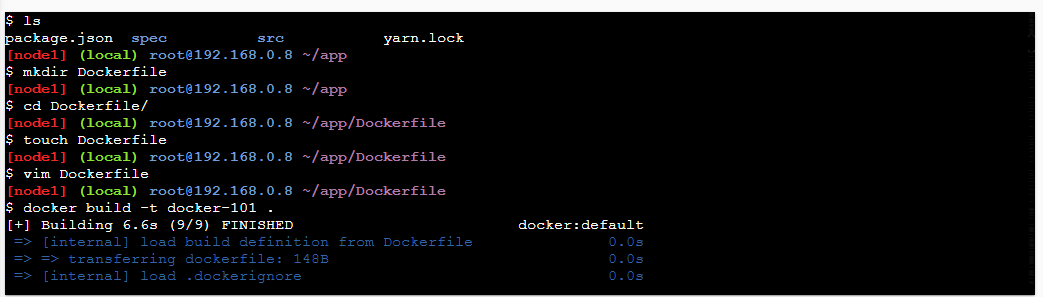 $ ls
package.json  spec          src           yarn.lock
[node1] (local) root@192.168.0.8 ~/app
$ mkdir Dockerfile
[node1] (local) root@192.168.0.8 ~/app
$ cd Dockerfile/
[node1] (local) root@192.168.0.8 ~/app/Dockerfile
$ touch Dockerfile
[node1] (local) root@192.168.0.8 ~/app/Dockerfile
$ vim Dockerfile
[node1] (local) root@192.168.0.8 ~/app/Dockerfile
$ docker build -t docker-101 .
[+] Building 6.6s (9/9) FINISHED                         docker:default
 => [internal] load build definition from Dockerfile               0.0s
 => => transferring dockerfile: 148B                               0.0s
 => [internal] load .dockerignore                                  0.0s